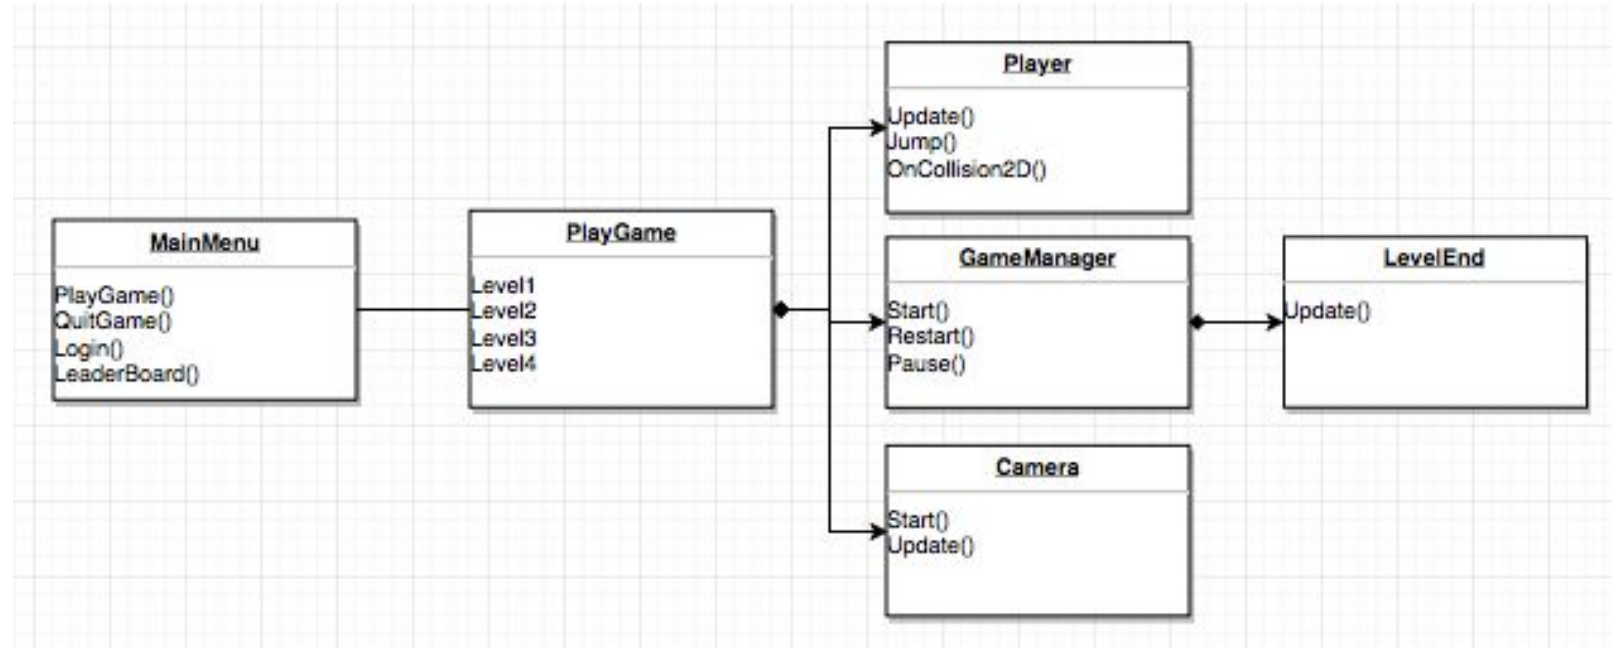 MainMenu
PlayGame()
QuitGame()
Login()
LeaderBoard()
PlayGame
Level1
Level2
Level3
Level4
Player
Update()
Jump()
OnCollision2D()
GameManager
Start()
Restart()
Pause()
Camera
Start()
Update()
LevelEnd
Update()